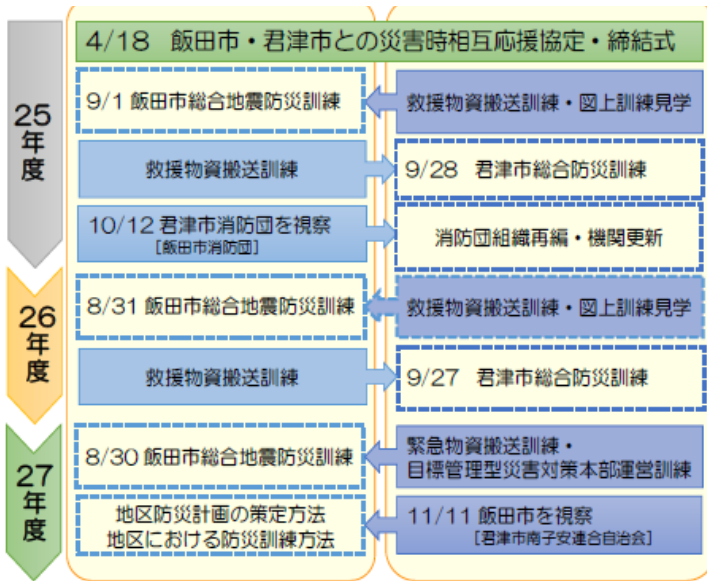 4/18 飯田市・君津市との災害時相互応援協定・締結式
25年度
9/1 飯田市総合地震防災訓練
救援物資搬送訓練・図上訓練見学
救援物資搬送訓練
9/28 君津市総合防災訓練
10/12 君津市消防団を視察
[飯田市消防団]
消防団組織再編・機関更新
26年度
8/31 飯田市総合地震防災訓練
救援物資搬送訓練・図上訓練見学
救援物資搬送訓練
9/27 君津市総合防災訓練
27年度
8/30 飯田市総合地震防災訓練
緊急物資搬送訓練・
目標管理型災害対策本部運営訓練
地区防災計画の策定方法
地区における防災訓練方法
11/11 飯田市を視察
[君津市南子安連合自治会]